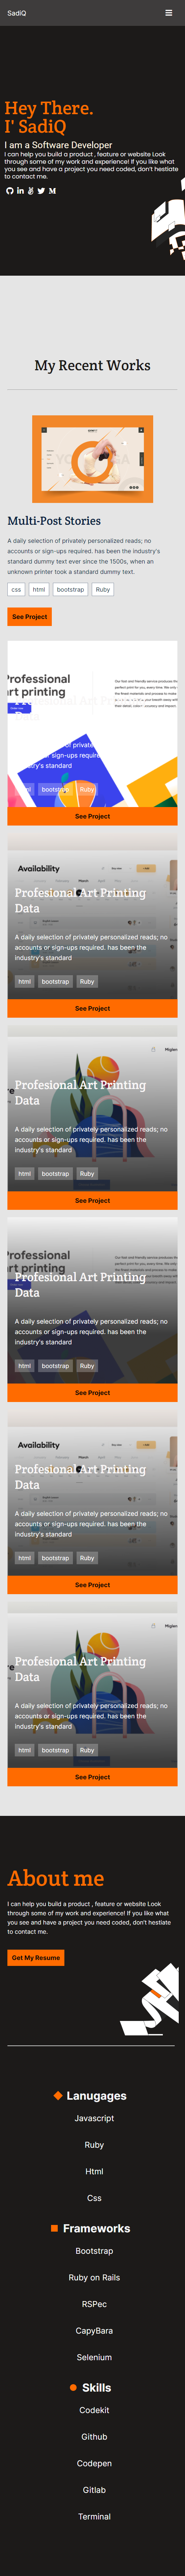 SadiQ
Hey There.
I' SadiQ
I am a Software Developer
I can help you build a product , feature or website Look
through some of my work and experience! If you like what
you see and have a project you need coded, don't hestiate
to contact me.
My Recent Works
Multi-Post Stories
A daily selection of privately personalized reads; no
accounts or sign-ups required. has been the industry's
standard dummy text ever since the 1500s, when an
unknown printer took a standard dummy text.
css html bootstrap Ruby
See Project
Professional
art printing
Profesional Art Printing
Data
A daily selection of privately personalized reads; no
accounts or sign-ups required. has been the
industry's standard
html bootstrap Ruby
See Project
Availability
Profesional Art Printing
Data
A daily selection of privately personalized reads; no
accounts or sign-ups required. has been the
industry's standard
html bootstrap Ruby
See Project
Profesional Art Printing
Data
A daily selection of privately personalized reads; no
accounts or sign-ups required. has been the
industry's standard
html bootstrap Ruby
See Project
Professional
art printing
Profesional Art Printing
Data
A daily selection of privately personalized reads; no
accounts or sign-ups required. has been the
industry's standard
html bootstrap Ruby
See Project
Availability
Profesional Art Printing
Data
A daily selection of privately personalized reads; no
accounts or sign-ups required. has been the
industry's standard
html bootstrap Ruby
See Project
Profesional Art Printing
Data
A daily selection of privately personalized reads; no
accounts or sign-ups required. has been the
industry's standard
html bootstrap Ruby
See Project
About me
I can help you build a product , feature or website Look
through some of my work and experience! If you like what
you see and have a project you need coded, don't hestiate
to contact me.
Get My Resume
Lanugages
Javascript
Ruby
Html
Css
Frameworks
Bootstrap
Ruby on Rails
RSPec
CapyBara
Selenium
Skills
Codekit
Github
Codepen
Gitlab
Terminal